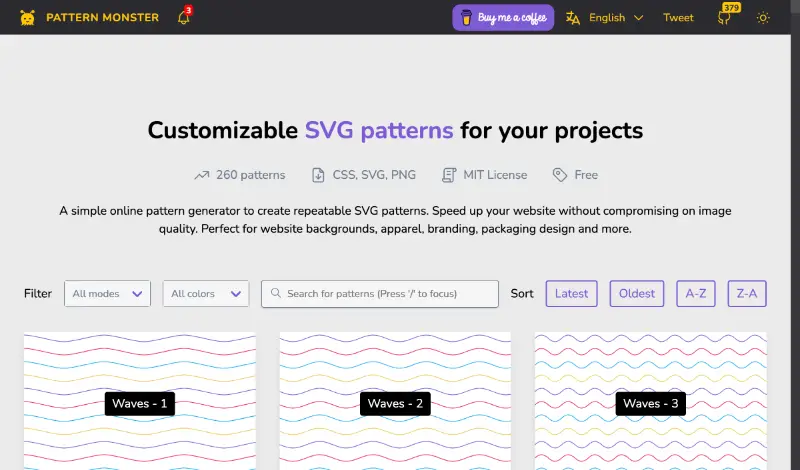 PATTERN MONSTER
3
Buy me a coffee
English
Tweet
379
Customizable SVG patterns for your projects
260 patterns
CSS, SVG, PNG
MIT License
Free
A simple online pattern generator to create repeatable SVG patterns. Speed up your website without compromising on image
quality. Perfect for website backgrounds, apparel, branding, packaging design and more.
Filter
All modes
All colors
Search for patterns (Press '/' to focus)
Sort
Latest
Oldest
A-Z
Z-A
Waves - 1
Waves - 2
Waves - 3